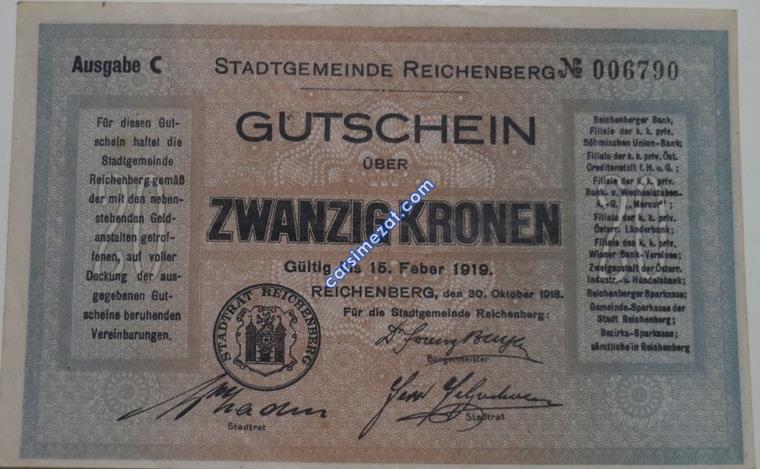 Ausgabe C
STADTGEMEINDE REICHENBERG
№ 006790
GUTSCHEIN
ÜBER
ZWANZIG KRONEN
Gültig bis 15. Feber 1919.
REICHENBERG, den 30. Oktober 1918.
Für die Stadtgemeinde Reichenberg:
Bürgermeister
Stadtrat
Stadtrat
STADTRAT REICHENBERG
Für diesen Gut-
schein haftet die
Stadtgemeinde
Reichenberg gemäß
der mit den neben-
stehenden Geld-
anstalten getrof-
fenen, auf voller
Deckung der aus-
gegebenen Gut-
scheine beruhenden
Vereinbarungen.
Reichenberger Bank,
Filiale der k. k. priv.
Böhmischen Union-Bank;
Filiale der k. k. priv. Öst.
Creditanstalt f. H. u. G.;
Filiale der k. k. priv.
Bank- u. Wechselstuben-
A.-G. „Mercur";
Filiale der k. k. priv.
Österr. Länderbank;
Filiale des k. k. priv.
Wiener Bank-Vereines;
Zweiganstalt der Österr.
Industr.- u. Handelsbank;
Reichenberger Sparkasse;
Gemeinde-Sparkasse der
Stadt Reichenberg;
Bezirks-Sparkasse;
sämtliche in Reichenberg
carsimezat.com